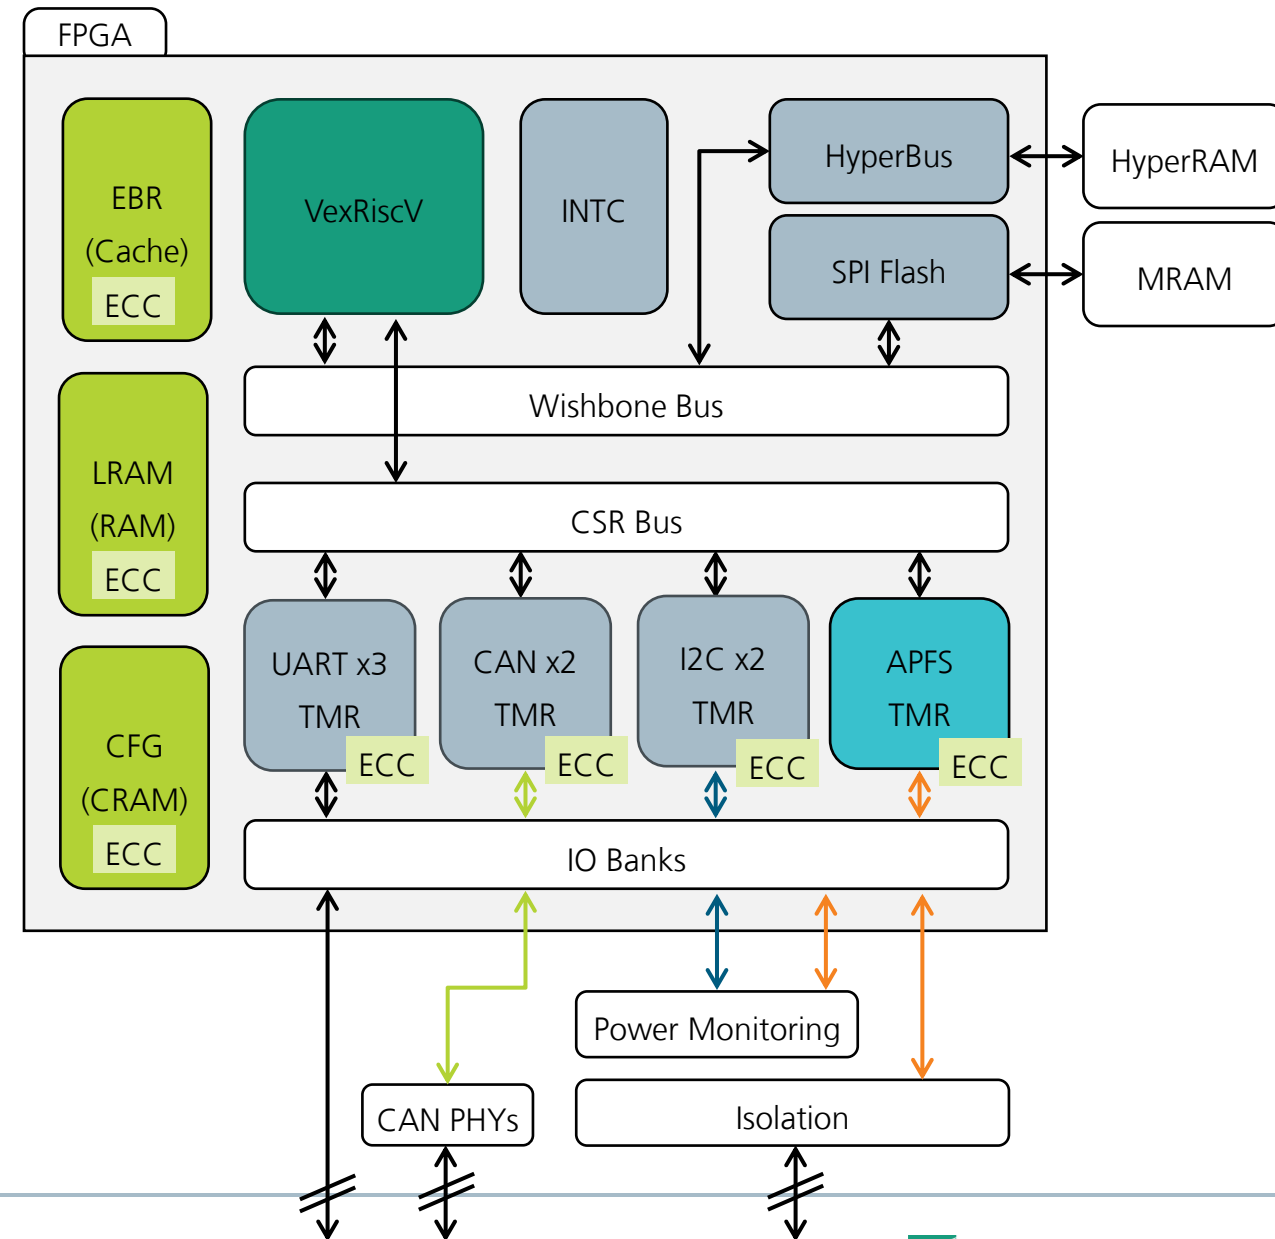 FPGA
EBR
(Cache)
ECC
VexRiscV
INTC
HyperBus
HyperRAM
SPI Flash
MRAM
Wishbone Bus
LRAM
(RAM)
ECC
CSR Bus
UART x3
TMR
ECC
CAN x2
TMR
ECC
I2C x2
TMR
ECC
APFS
TMR
ECC
CFG
(CRAM)
ECC
IO Banks
Power Monitoring
CAN PHYs
Isolation